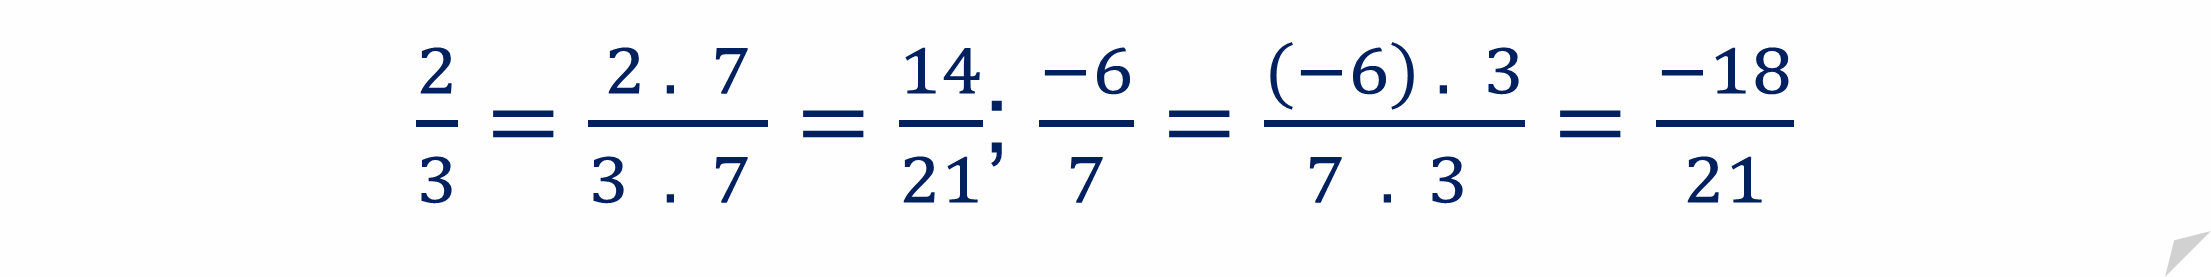 2/3 = 2 . 7/3 . 7 = 14/21; −6/7 = (−6) . 3/7 . 3 = −18/21